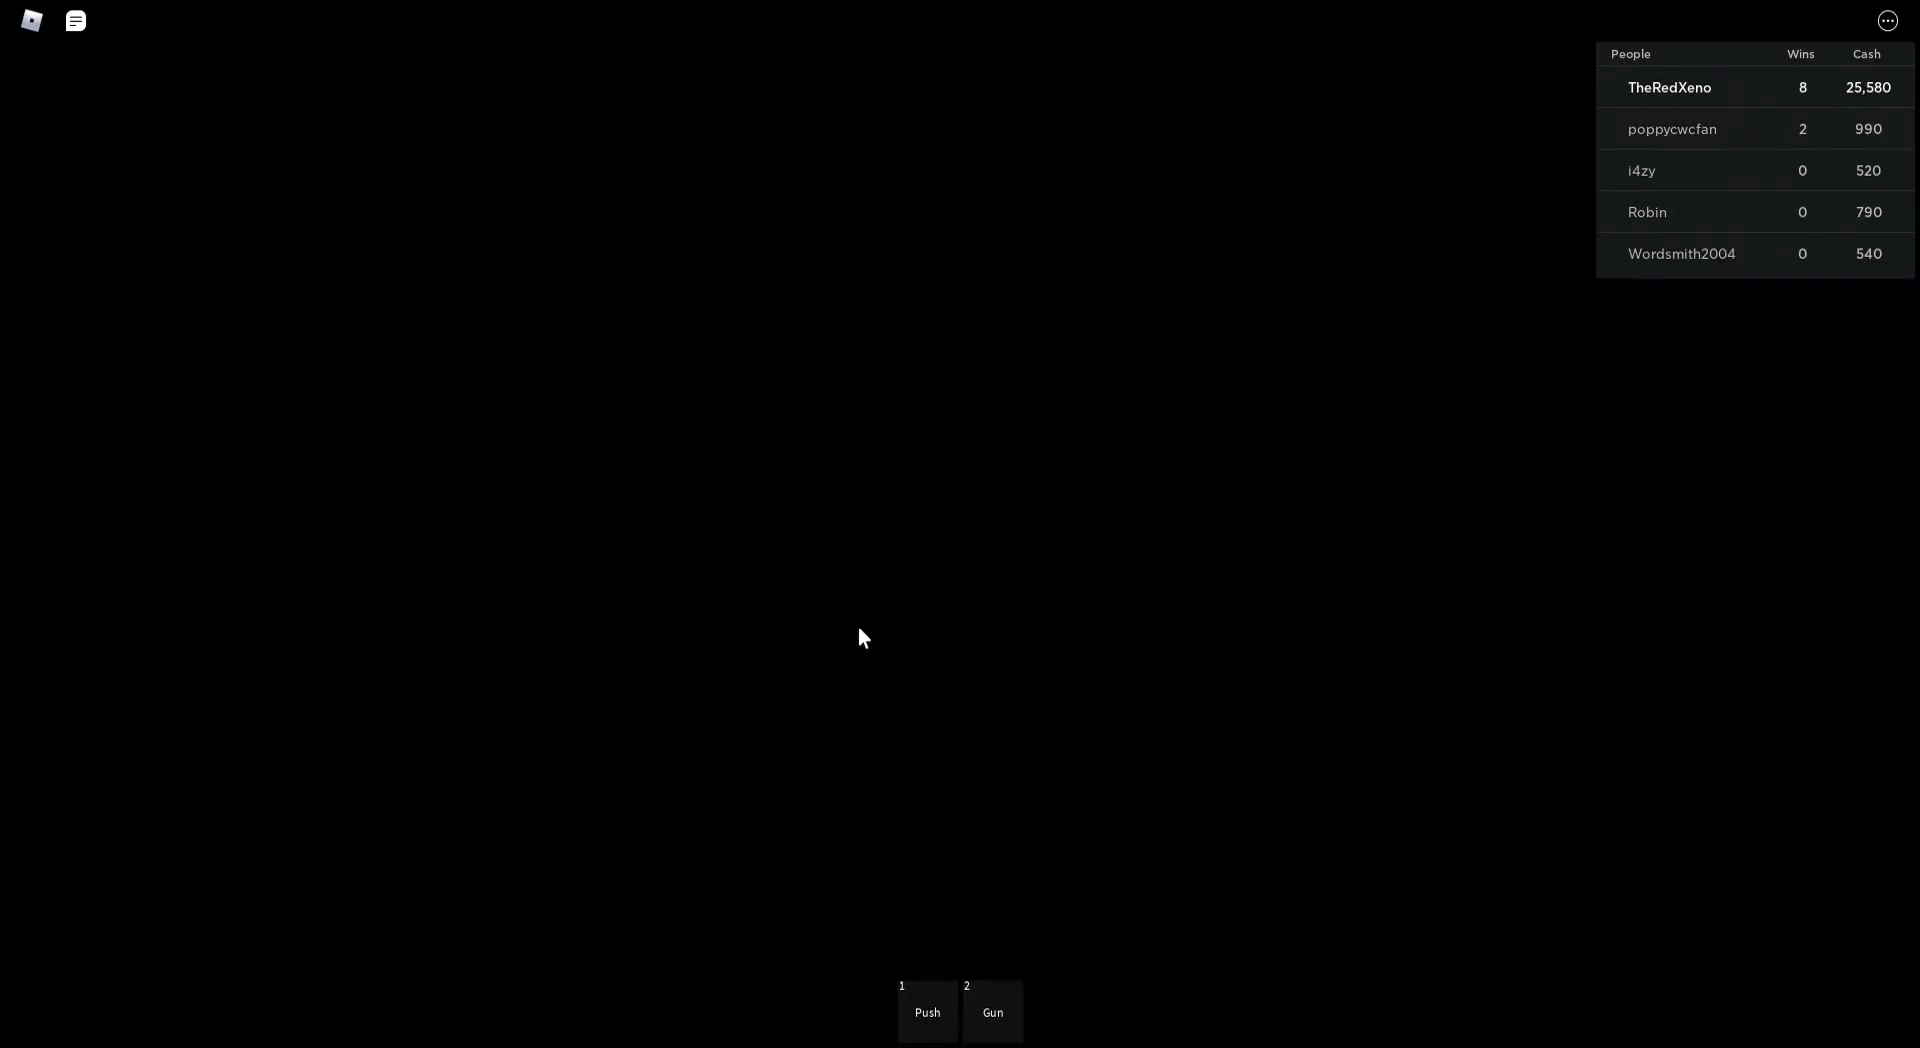 People Wins Cash
TheRedXeno 8 25,580
poppycwcfan 2 990
i4zy 0 520
Robin 0 790
Wordsmith2004 0 540
1 2
Push Gun